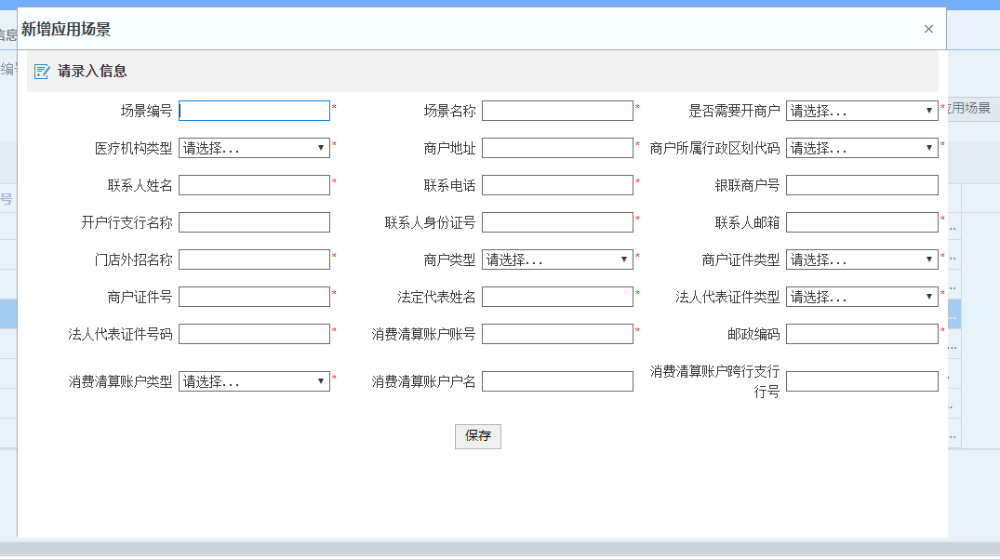 新增应用场景
×
信息
编号
请录入信息
场景编号 * 场景名称 * 是否需要开商户 请选择... *
应用场景
医疗机构类型 请选择... * 商户地址 * 商户所属行政区划代码 请选择... *
联系人姓名 * 联系电话 * 银联商户号
号
开户行支行名称 联系人身份证号 * 联系人邮箱 *
门店外招名称 * 商户类型 请选择... * 商户证件类型 请选择... *
商户证件号 * 法定代表姓名 * 法人代表证件类型 请选择... *
法人代表证件号码 * 消费清算账户账号 * 邮政编码 *
消费清算账户类型 请选择... * 消费清算账户户名 消费清算账户跨行支行
行号
保存